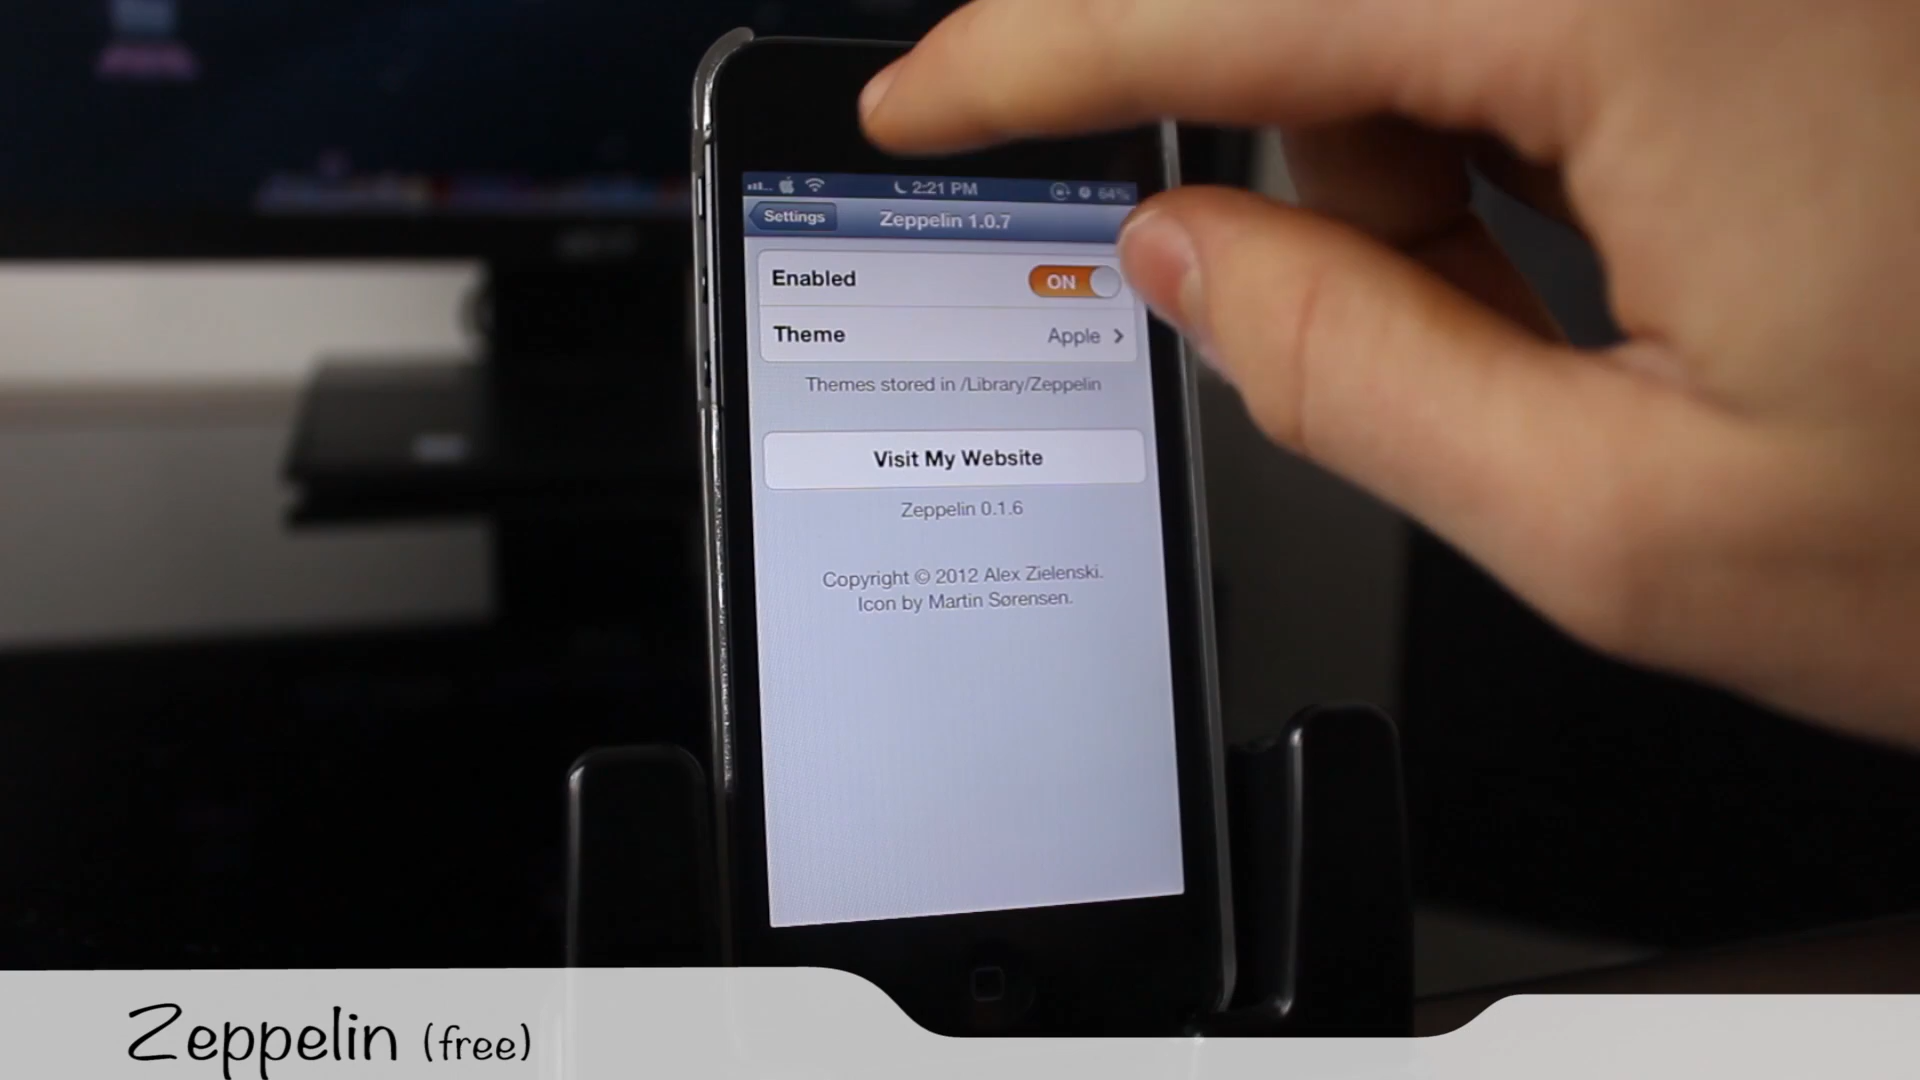 2:21 PM
64%
Settings
Zeppelin 1.0.7
Enabled
ON
Theme
Apple
Themes stored in /Library/Zeppelin
Visit My Website
Zeppelin 0.1.6
Copyright © 2012 Alex Zielenski.
Icon by Martin Sørensen.
Zeppelin (free)